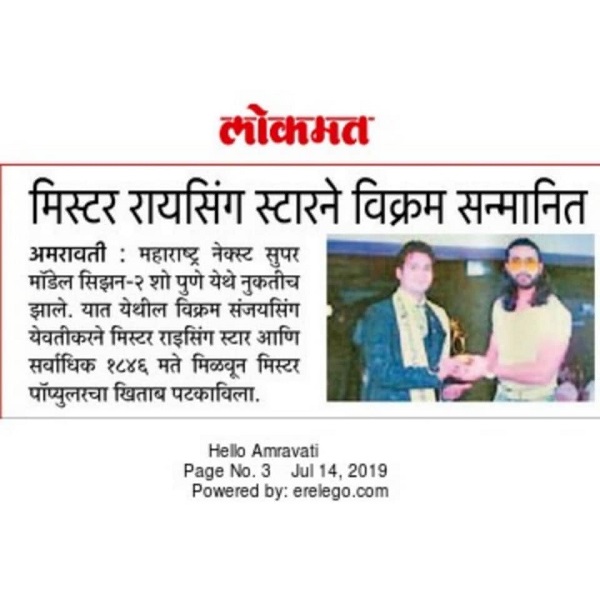 लोकमत
मिस्टर रायसिंग स्टारने विक्रम सन्मानित
अमरावती : महाराष्ट्र नेक्स्ट सुपर
मॉडेल सिझन-२ शो पुणे येथे नुकतीच
झाले. यात येथील विक्रम संजयसिंग
येवतीकरने मिस्टर राइसिंग स्टार आणि
सर्वाधिक १८४६ मते मिळवून मिस्टर
पॉप्युलरचा खिताब पटकाविला.
Hello Amravati
Page No. 3 Jul 14, 2019
Powered by: erelego.com